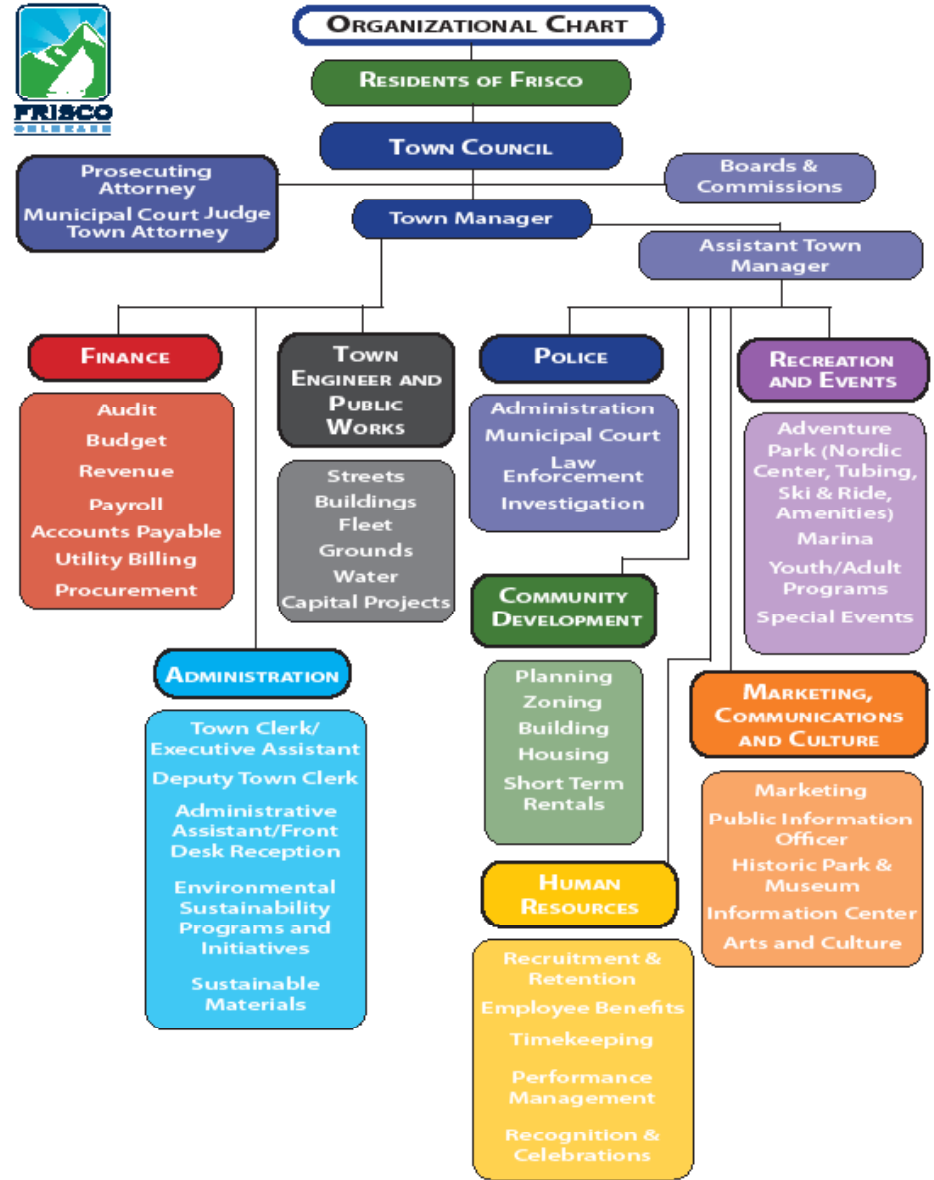 ORGANIZATIONAL CHART
FRISCO
COLORADO
RESIDENTS OF FRISCO
TOWN COUNCIL
Prosecuting
Attorney
Municipal Court Judge
Town Attorney
Boards &
Commissions
Town Manager
Assistant Town
Manager
FINANCE
Audit
Budget
Revenue
Payroll
Accounts Payable
Utility Billing
Procurement
TOWN
ENGINEER AND
PUBLIC
WORKS
Streets
Buildings
Fleet
Grounds
Water
Capital Projects
POLICE
Administration
Municipal Court
Law
Enforcement
Investigation
RECREATION
AND EVENTS
Adventure
Park (Nordic
Center, Tubing,
Ski & Ride,
Amenities)
Marina
Youth/Adult
Programs
Special Events
ADMINISTRATION
Town Clerk/
Executive Assistant
Deputy Town Clerk
Administrative
Assistant/Front
Desk Reception
Environmental
Sustainability
Programs and
Initiatives
Sustainable
Materials
COMMUNITY
DEVELOPMENT
Planning
Zoning
Building
Housing
Short Term
Rentals
MARKETING,
COMMUNICATIONS
AND CULTURE
Marketing
Public Information
Officer
Historic Park &
Museum
Information Center
Arts and Culture
HUMAN
RESOURCES
Recruitment &
Retention
Employee Benefits
Timekeeping
Performance
Management
Recognition &
Celebrations